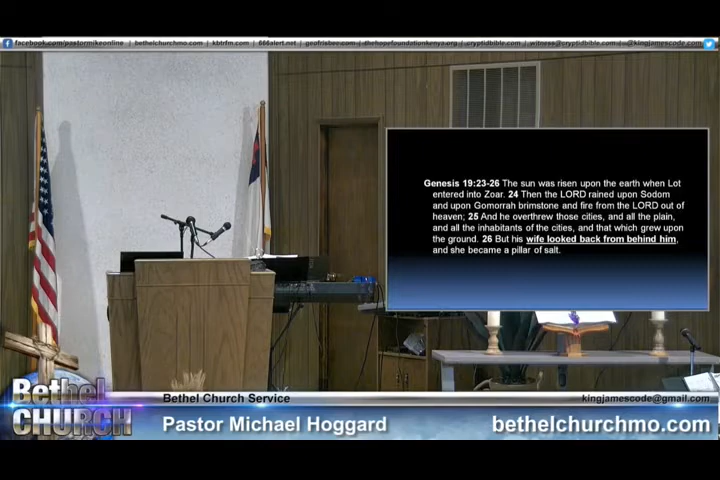 facebook.com/pastormikeonline | bethelchurchmo.com | kbtrfm.com | 666alert.net | geofrisbee.com | thehopefoundationkenya.org | cryptidbible.com | witness@cryptidbible.com | @kingjamescode.com
Genesis 19:23-26 The sun was risen upon the earth when Lot
entered into Zoar. 24 Then the LORD rained upon Sodom
and upon Gomorrah brimstone and fire from the LORD out of
heaven; 25 And he overthrew those cities, and all the plain,
and all the inhabitants of the cities, and that which grew upon
the ground. 26 But his wife looked back from behind him,
and she became a pillar of salt.
Bethel
CHURCH
Bethel Church Service
kingjamescode@gmail.com
Pastor Michael Hoggard
bethelchurchmo.com